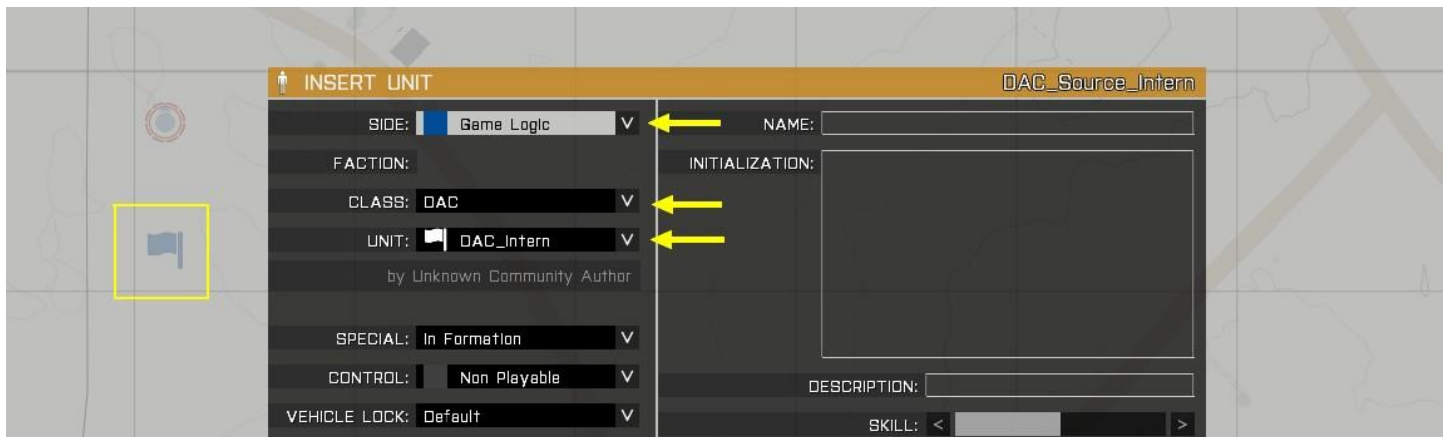 INSERT UNIT DAC_Source_Intern
SIDE: Game Logic V
FACTION:
CLASS: DAC V
UNIT: DAC_Intern V
by Unknown Community Author
SPECIAL: In Formation V
CONTROL: Non Playable V
VEHICLE LOCK: Default V
NAME:
INITIALIZATION:
DESCRIPTION:
SKILL: < >